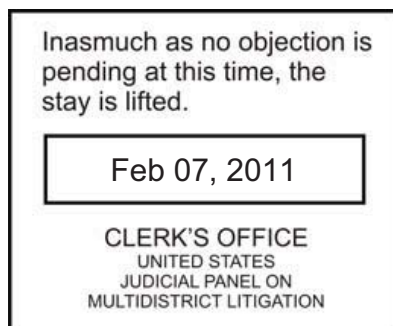 Inasmuch as no objection is
pending at this time, the
stay is lifted.
Feb 07, 2011
CLERK'S OFFICE
UNITED STATES
JUDICIAL PANEL ON
MULTIDISTRICT LITIGATION